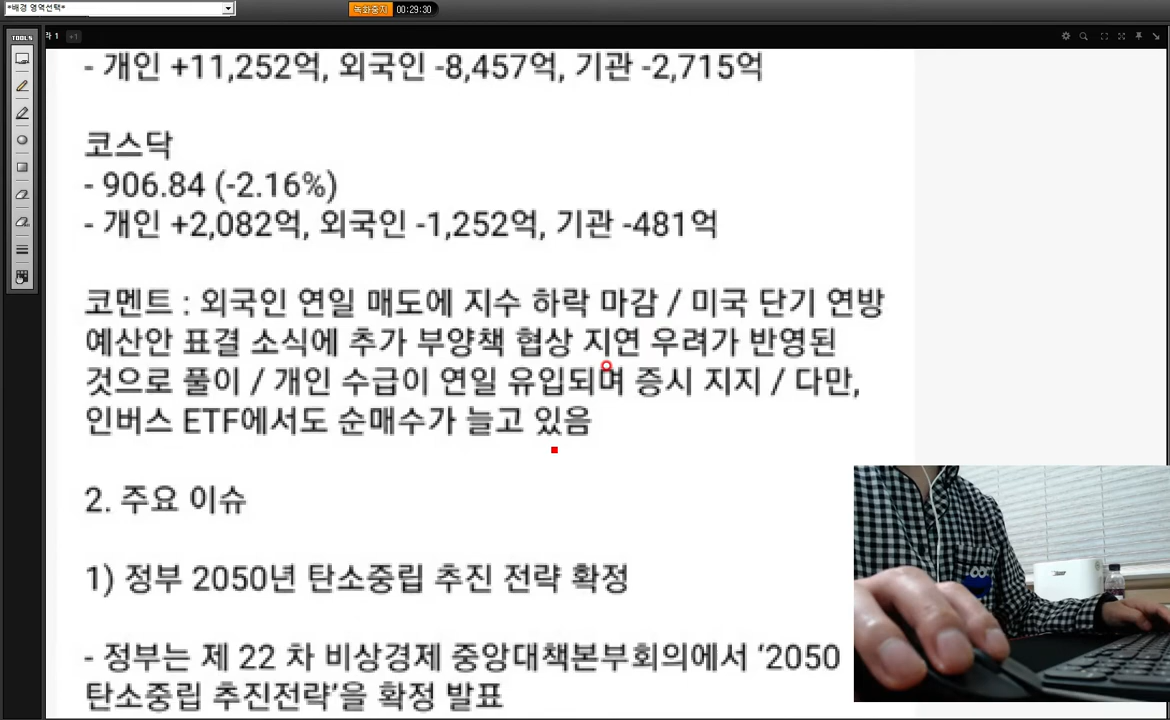 *배경 영역선택*
녹화중지 00:29:30
TOOLS
1 +1
- 개인 +11,252억, 외국인 -8,457억, 기관 -2,715억
코스닥
- 906.84 (-2.16%)
- 개인 +2,082억, 외국인 -1,252억, 기관 -481억
코멘트 : 외국인 연일 매도에 지수 하락 마감 / 미국 단기 연방
예산안 표결 소식에 추가 부양책 협상 지연 우려가 반영된
것으로 풀이 / 개인 수급이 연일 유입되며 증시 지지 / 다만,
인버스 ETF에서도 순매수가 늘고 있음
2. 주요 이슈
1) 정부 2050년 탄소중립 추진 전략 확정
- 정부는 제 22 차 비상경제 중앙대책본부회의에서 ‘2050
탄소중립 추진전략’을 확정 발표